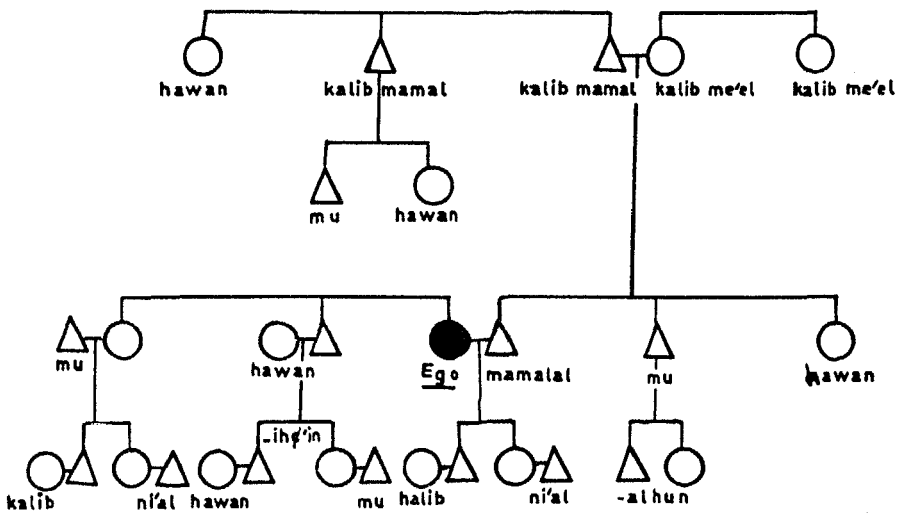 hawan kalib mamal kalib mamal kalib me'el kalib me'el
mu hawan
mu hawan Ego mamalal mu hawan
-ihȼ'in
kalib ni'al hawan mu halib ni'al -alhun